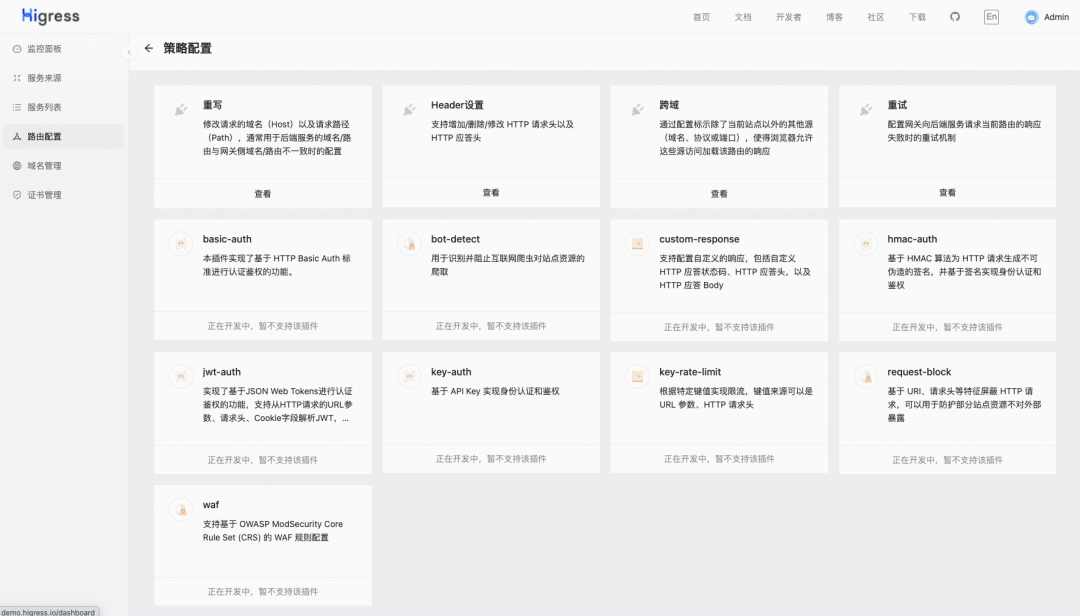 Higress
首页 文档 开发者 博客 社区 下载 En Admin
监控面板
服务来源
服务列表
路由配置
域名管理
证书管理
策略配置
重写
修改请求的域名（Host）以及请求路径
（Path），通常用于后端服务的域名/路
由与网关侧域名/路由不一致时的配置
查看
Header设置
支持增加/删除/修改 HTTP 请求头以及
HTTP 应答头
查看
跨域
通过配置标示除了当前站点以外的其他源
（域名、协议或端口），使得浏览器允许
这些源访问加载该路由的响应
查看
重试
配置网关向后端服务请求当前路由的响应
失败时的重试机制
查看
basic-auth
本插件实现了基于 HTTP Basic Auth 标
准进行认证鉴权的功能。
正在开发中，暂不支持该插件
bot-detect
用于识别并阻止互联网爬虫对站点资源的
爬取
正在开发中，暂不支持该插件
custom-response
支持配置自定义的响应，包括自定义
HTTP 应答状态码、HTTP 应答头，以及
HTTP 应答 Body
正在开发中，暂不支持该插件
hmac-auth
基于 HMAC 算法为 HTTP 请求生成不可
伪造的签名，并基于签名实现身份认证和
鉴权
正在开发中，暂不支持该插件
jwt-auth
实现了基于JSON Web Tokens进行认证
鉴权的功能，支持从HTTP请求的URL参
数、请求头、Cookie字段解析JWT，...
正在开发中，暂不支持该插件
key-auth
基于 API Key 实现身份认证和鉴权
正在开发中，暂不支持该插件
key-rate-limit
根据特定键值实现限流，键值来源可以是
URL 参数、HTTP 请求头
正在开发中，暂不支持该插件
request-block
基于 URI、请求头等特征屏蔽 HTTP 请
求，可以用于防护部分站点资源不对外部
暴露
正在开发中，暂不支持该插件
waf
支持基于 OWASP ModSecurity Core
Rule Set (CRS) 的 WAF 规则配置
正在开发中，暂不支持该插件
demo.higress.io/dashboard